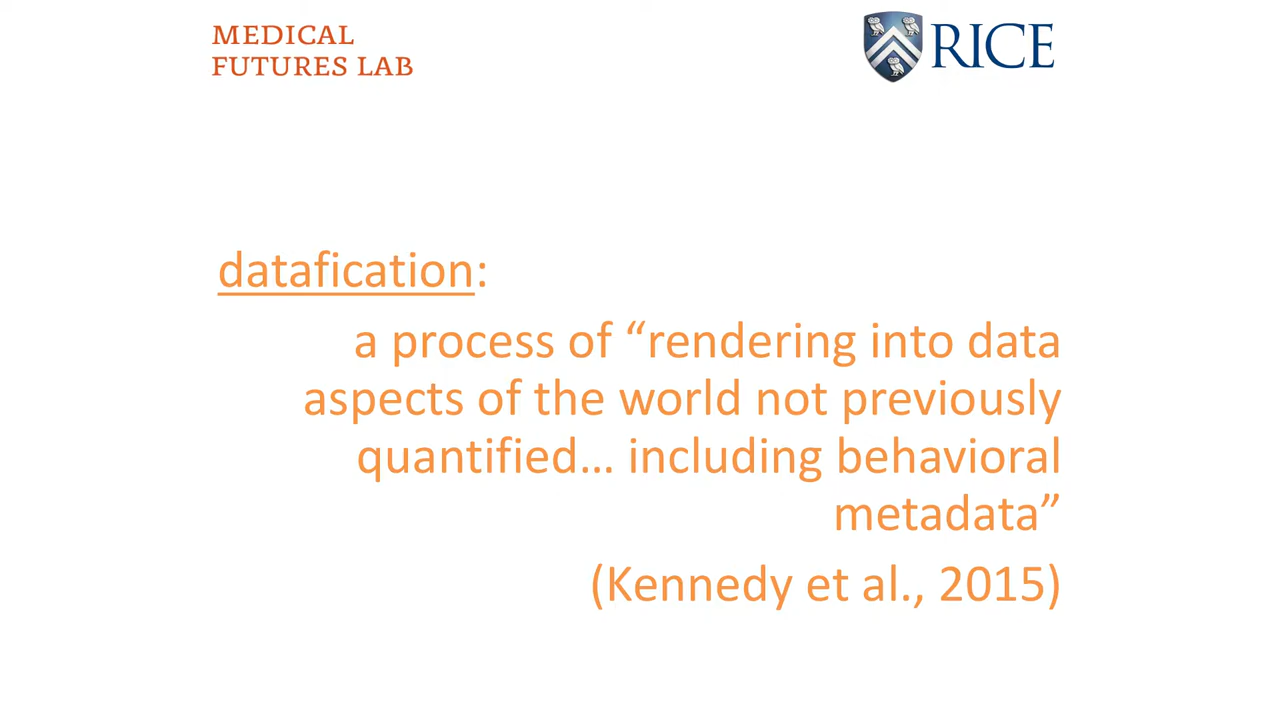 MEDICAL
FUTURES LAB
RICE
datafication:
a process of “rendering into data
aspects of the world not previously
quantified... including behavioral
metadata”
(Kennedy et al., 2015)